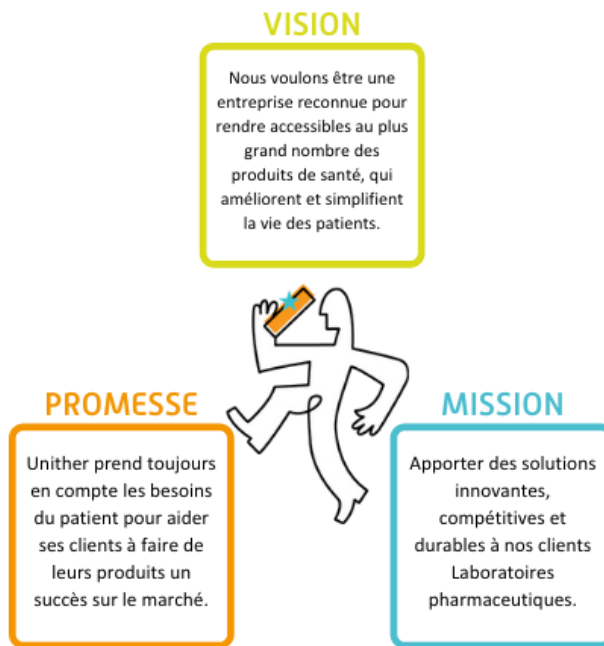 VISION
Nous voulons être une
entreprise reconnue pour
rendre accessibles au plus
grand nombre des
produits de santé, qui
améliorent et simplifient
la vie des patients.
PROMESSE
Unither prend toujours
en compte les besoins
du patient pour aider
ses clients à faire de
leurs produits un
succès sur le marché.
MISSION
Apporter des solutions
innovantes,
compétitives et
durables à nos clients
Laboratoires
pharmaceutiques.